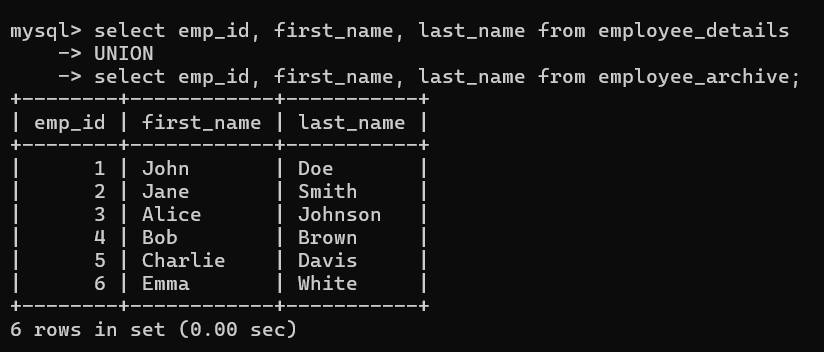 mysql> select emp_id, first_name, last_name from employee_details
    -> UNION
    -> select emp_id, first_name, last_name from employee_archive;
+--------+------------+-----------+
| emp_id | first_name | last_name |
+--------+------------+-----------+
|      1 | John       | Doe       |
|      2 | Jane       | Smith     |
|      3 | Alice      | Johnson   |
|      4 | Bob        | Brown     |
|      5 | Charlie    | Davis     |
|      6 | Emma       | White     |
+--------+------------+-----------+
6 rows in set (0.00 sec)